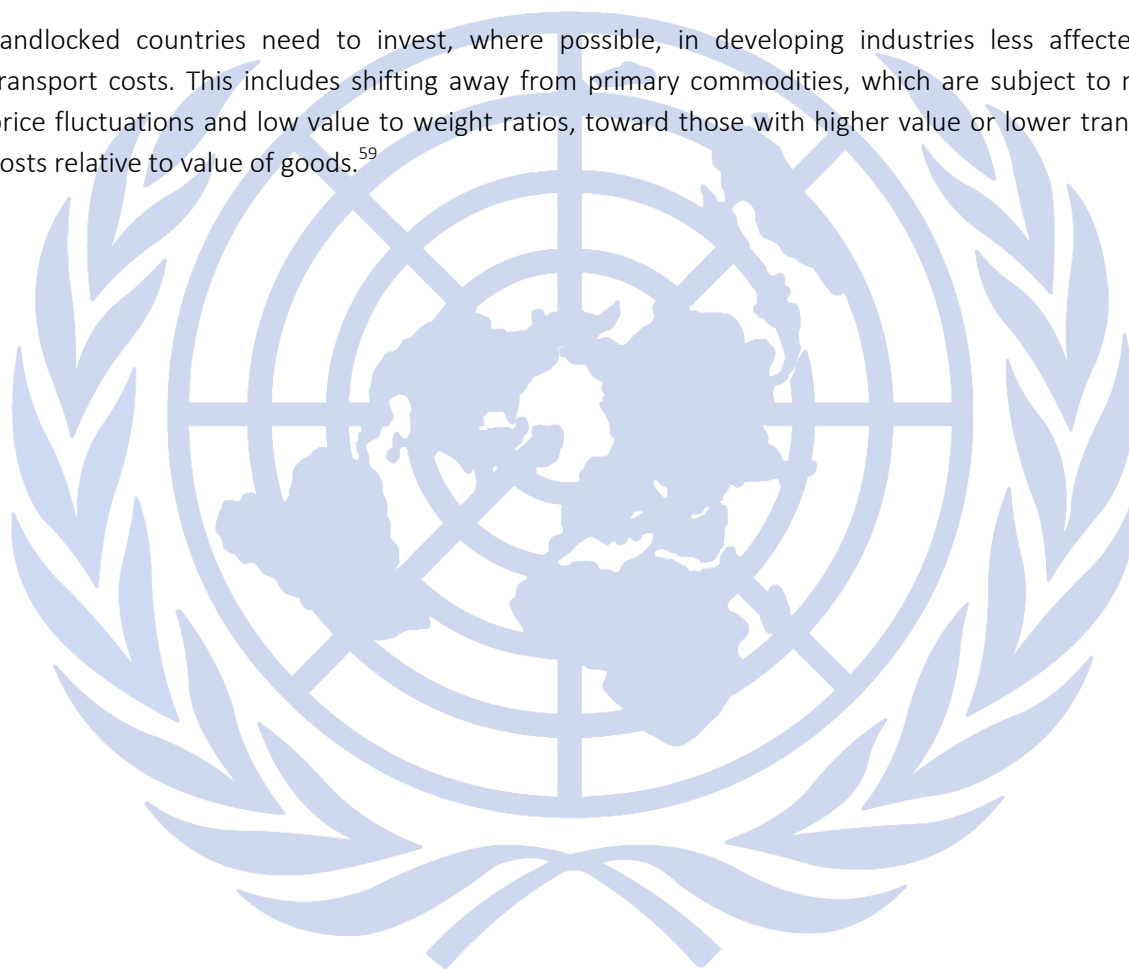 andlocked countries need to invest, where possible, in developing industries less affecte
ransport costs. This includes shifting away from primary commodities, which are subject to
rice fluctuations and low value to weight ratios, toward those with higher value or lower tran
osts relative to value of goods.59